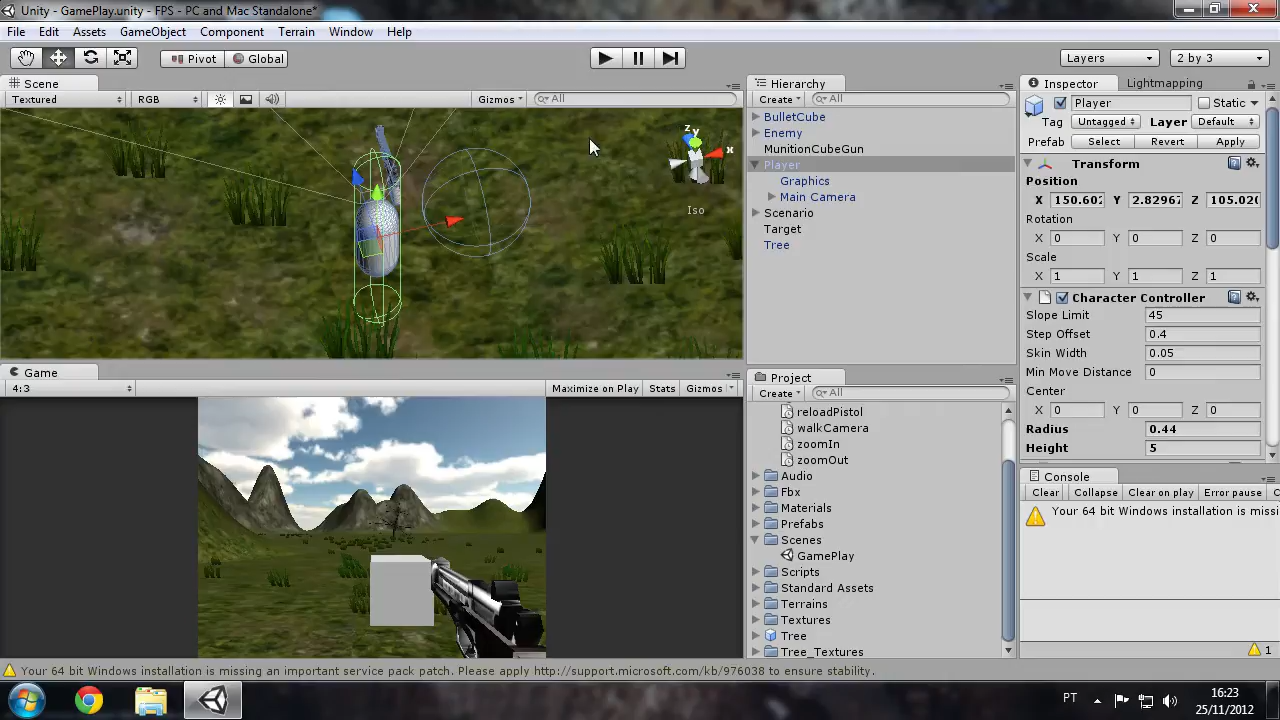 Unity - GamePlay.unity - FPS - PC and Mac Standalone*
File Edit Assets GameObject Component Terrain Window Help
Pivot Global Layers 2 by 3
Scene
Textured RGB Gizmos All
z y x
Iso
Game
4:3 Maximize on Play Stats Gizmos
Hierarchy
Create All
BulletCube
Enemy
MunitionCubeGun
Player
Graphics
Main Camera
Scenario
Target
Tree
Project
Create All
reloadPistol
walkCamera
zoomIn
zoomOut
Audio
Fbx
Materials
Prefabs
Scenes
GamePlay
Scripts
Standard Assets
Terrains
Textures
Tree
Tree_Textures
Inspector Lightmapping
Player Static
Tag Untagged Layer Default
Prefab Select Revert Apply
Transform
Position
X 150.602 Y 2.82967 Z 105.020
Rotation
X 0 Y 0 Z 0
Scale
X 1 Y 1 Z 1
Character Controller
Slope Limit 45
Step Offset 0.4
Skin Width 0.05
Min Move Distance 0
Center
X 0 Y 0 Z 0
Radius 0.44
Height 5
Console
Clear Collapse Clear on play Error pause
Your 64 bit Windows installation is missi
1
Your 64 bit Windows installation is missing an important service pack patch. Please apply http://support.microsoft.com/kb/976038 to ensure stability.
PT 16:23
25/11/2012